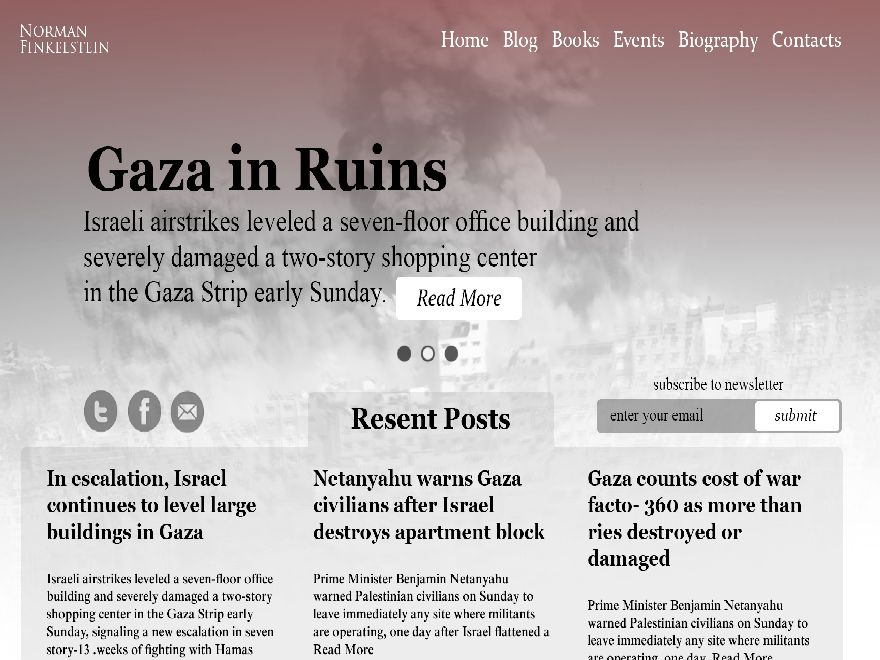 NORMAN
FINKELSTEIN
Home Blog Books Events Biography Contacts
Gaza in Ruins
Israeli airstrikes leveled a seven-floor office building and
severely damaged a two-story shopping center
in the Gaza Strip early Sunday. Read More
subscribe to newsletter
enter your email submit
Resent Posts
In escalation, Israel
continues to level large
buildings in Gaza
Israeli airstrikes leveled a seven-floor office
building and severely damaged a two-story
shopping center in the Gaza Strip early
Sunday, signaling a new escalation in seven
story-13 .weeks of fighting with Hamas
Netanyahu warns Gaza
civilians after Israel
destroys apartment block
Prime Minister Benjamin Netanyahu
warned Palestinian civilians on Sunday to
leave immediately any site where militants
are operating, one day after Israel flattened a
Read More
Gaza counts cost of war
facto- 360 as more than
ries destroyed or
damaged
Prime Minister Benjamin Netanyahu
warned Palestinian civilians on Sunday to
leave immediately any site where militants
are operating, one day. Read More